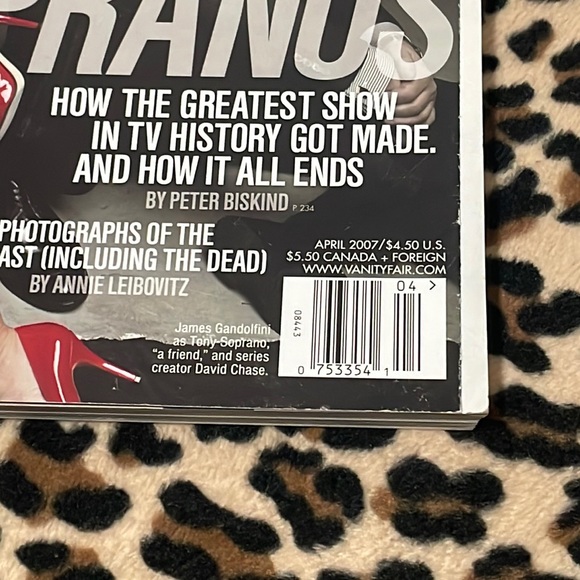 PRANOS
HOW THE GREATEST SHOW
IN TV HISTORY GOT MADE.
AND HOW IT ALL ENDS
BY PETER BISKIND P. 234
PHOTOGRAPHS OF THE
AST (INCLUDING THE DEAD)
BY ANNIE LEIBOVITZ
APRIL 2007/$4.50 U.S.
$5.50 CANADA + FOREIGN
WWW.VANITYFAIR.COM
James Gandolfini
as Tony Soprano,
"a friend," and series
creator David Chase.
04 >
08443
0 753354 1